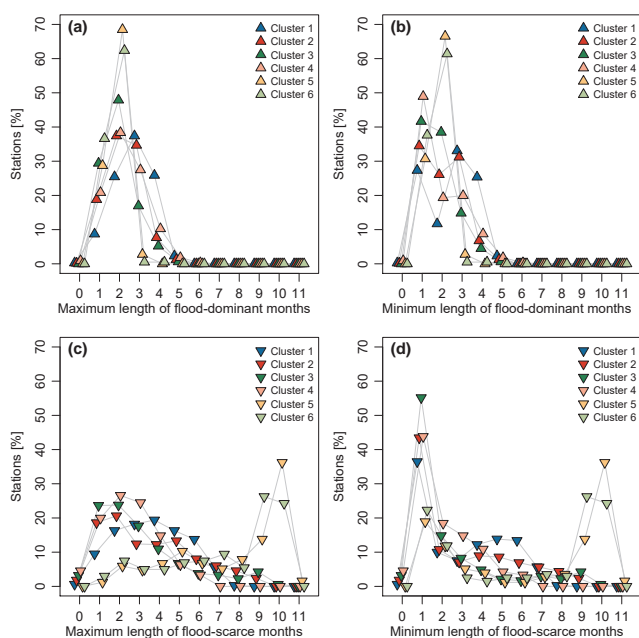 (a)
Cluster 1
Cluster 2
Cluster 3
Cluster 4
Cluster 5
Cluster 6
Stations [%]
70
60
50
40
30
20
10
0
0 1 2 3 4 5 6 7 8 9 10 11
Maximum length of flood-dominant months
(b)
Cluster 1
Cluster 2
Cluster 3
Cluster 4
Cluster 5
Cluster 6
Stations [%]
70
60
50
40
30
20
10
0
0 1 2 3 4 5 6 7 8 9 10 11
Minimum length of flood-dominant months
(c)
Cluster 1
Cluster 2
Cluster 3
Cluster 4
Cluster 5
Cluster 6
Stations [%]
70
60
50
40
30
20
10
0
0 1 2 3 4 5 6 7 8 9 10 11
Maximum length of flood-scarce months
(d)
Cluster 1
Cluster 2
Cluster 3
Cluster 4
Cluster 5
Cluster 6
Stations [%]
70
60
50
40
30
20
10
0
0 1 2 3 4 5 6 7 8 9 10 11
Minimum length of flood-scarce months